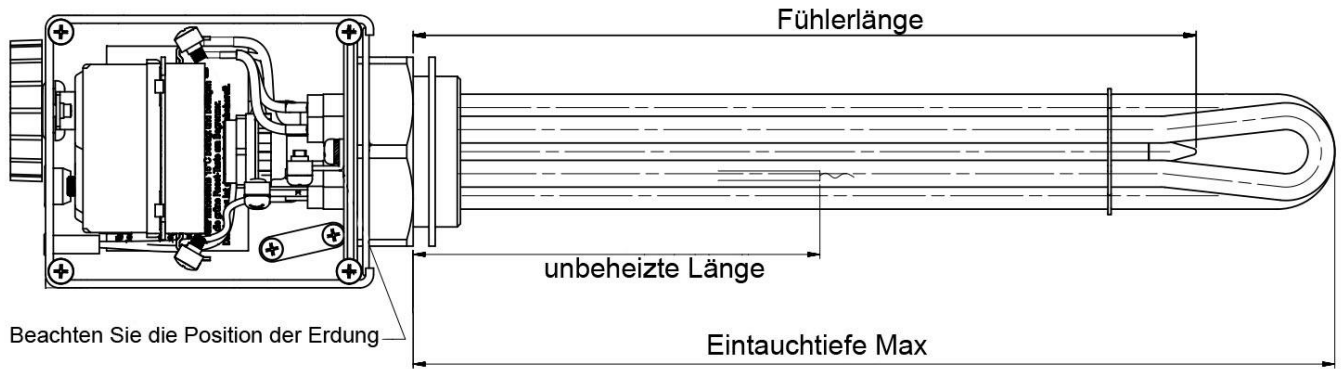 Fühlerlänge
unbeheizte Länge
Beachten Sie die Position der Erdung
Eintauchtiefe Max